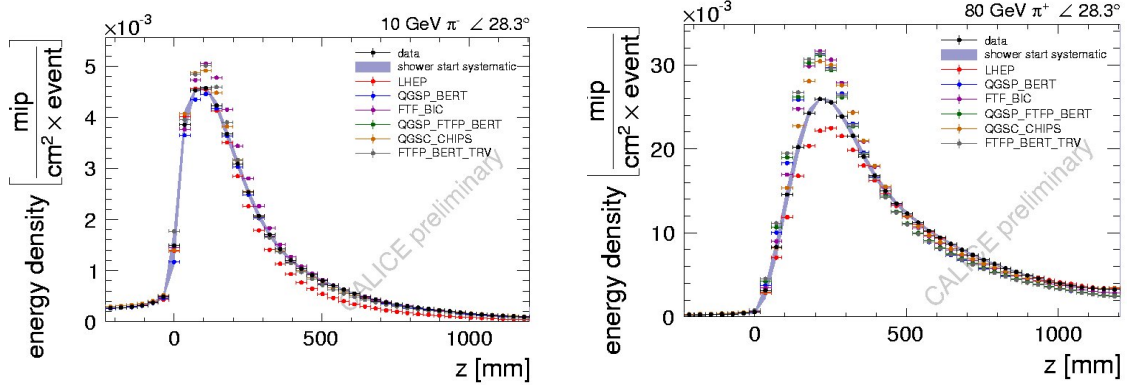 ×10⁻³
10 GeV π⁻ ∠ 28.3°
energy density [mip / cm² × event]
5
4
3
2
1
0
data
shower start systematic
LHEP
QGSP_BERT
FTF_BIC
QGSP_FTFP_BERT
QGSC_CHIPS
FTFP_BERT_TRV
CALICE preliminary
0
500
1000
z [mm]
×10⁻³
80 GeV π⁺ ∠ 28.3°
energy density [mip / cm² × event]
30
20
10
0
data
shower start systematic
LHEP
QGSP_BERT
FTF_BIC
QGSP_FTFP_BERT
QGSC_CHIPS
FTFP_BERT_TRV
CALICE preliminary
0
500
1000
z [mm]